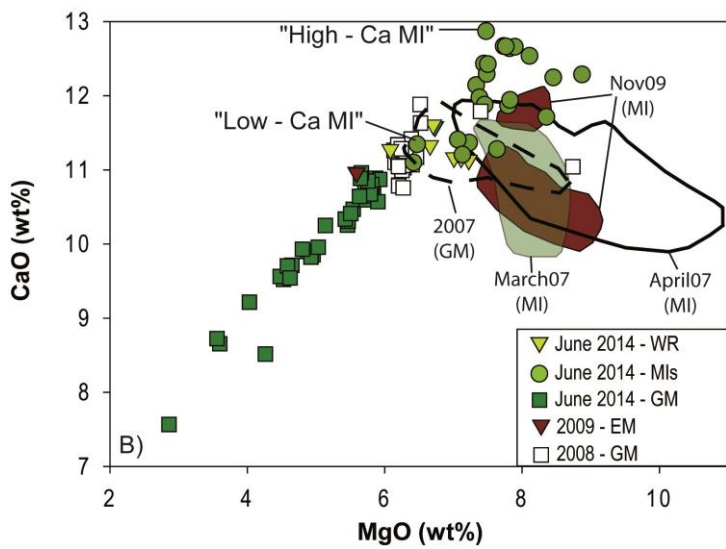 13
12
11
10
9
8
7
CaO (wt%)
"High - Ca MI"
"Low - Ca MI"
Nov09
(MI)
2007
(GM)
March07
(MI)
April07
(MI)
June 2014 - WR
June 2014 - MIs
June 2014 - GM
2009 - EM
2008 - GM
B)
2 4 6 8 10
MgO (wt%)